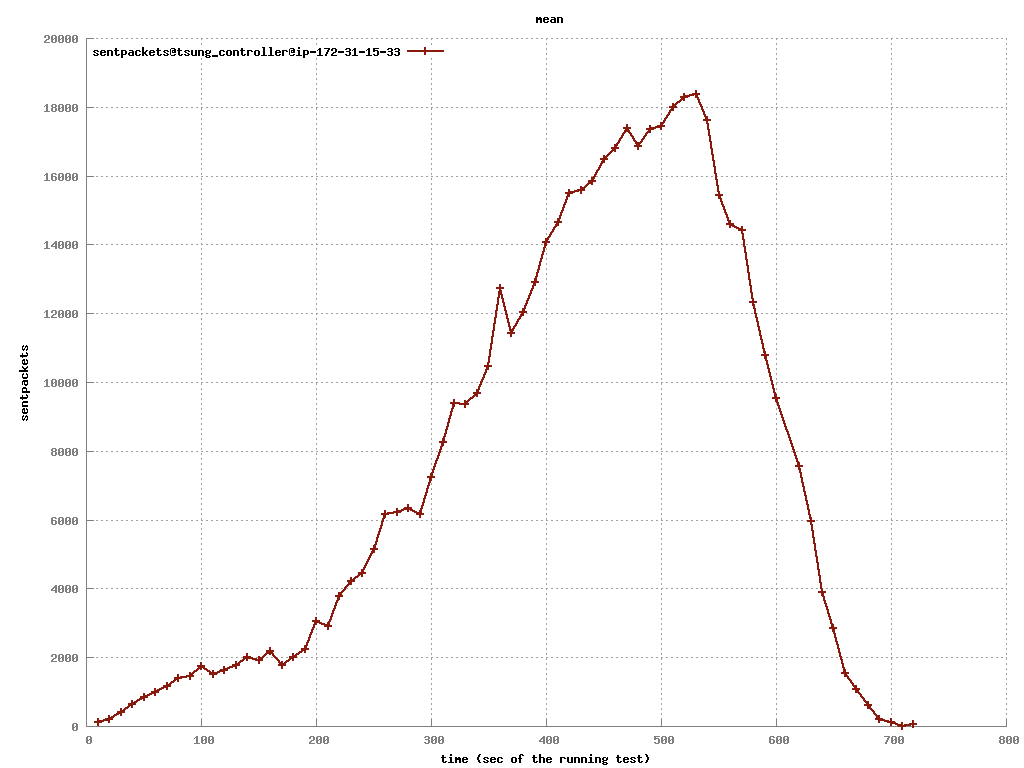 mean
sentpackets@tsung_controller@ip-172-31-15-33
20000
18000
16000
14000
12000
10000
8000
6000
4000
2000
0
sentpackets
0 100 200 300 400 500 600 700 800
time (sec of the running test)